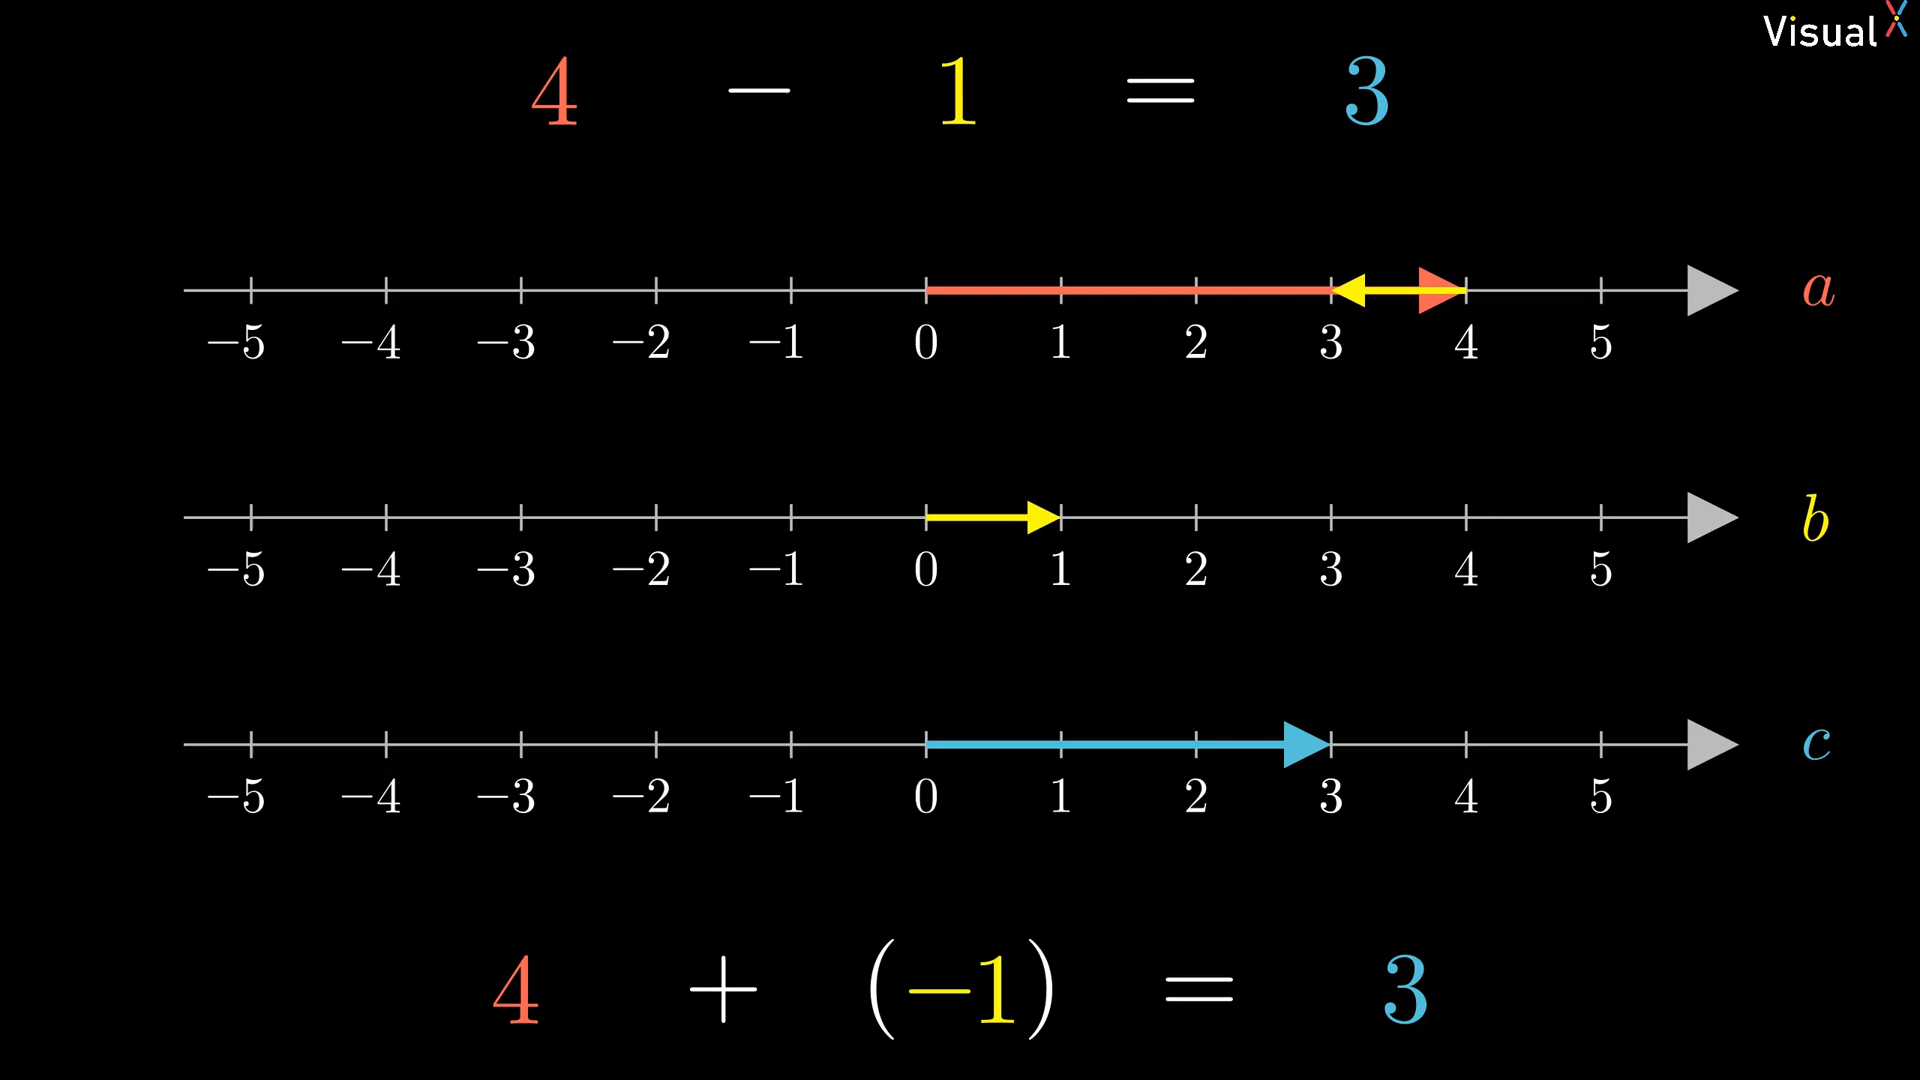 Visual X
4 − 1 = 3
a
−5 −4 −3 −2 −1 0 1 2 3 4 5
b
−5 −4 −3 −2 −1 0 1 2 3 4 5
c
−5 −4 −3 −2 −1 0 1 2 3 4 5
4 + (−1) = 3